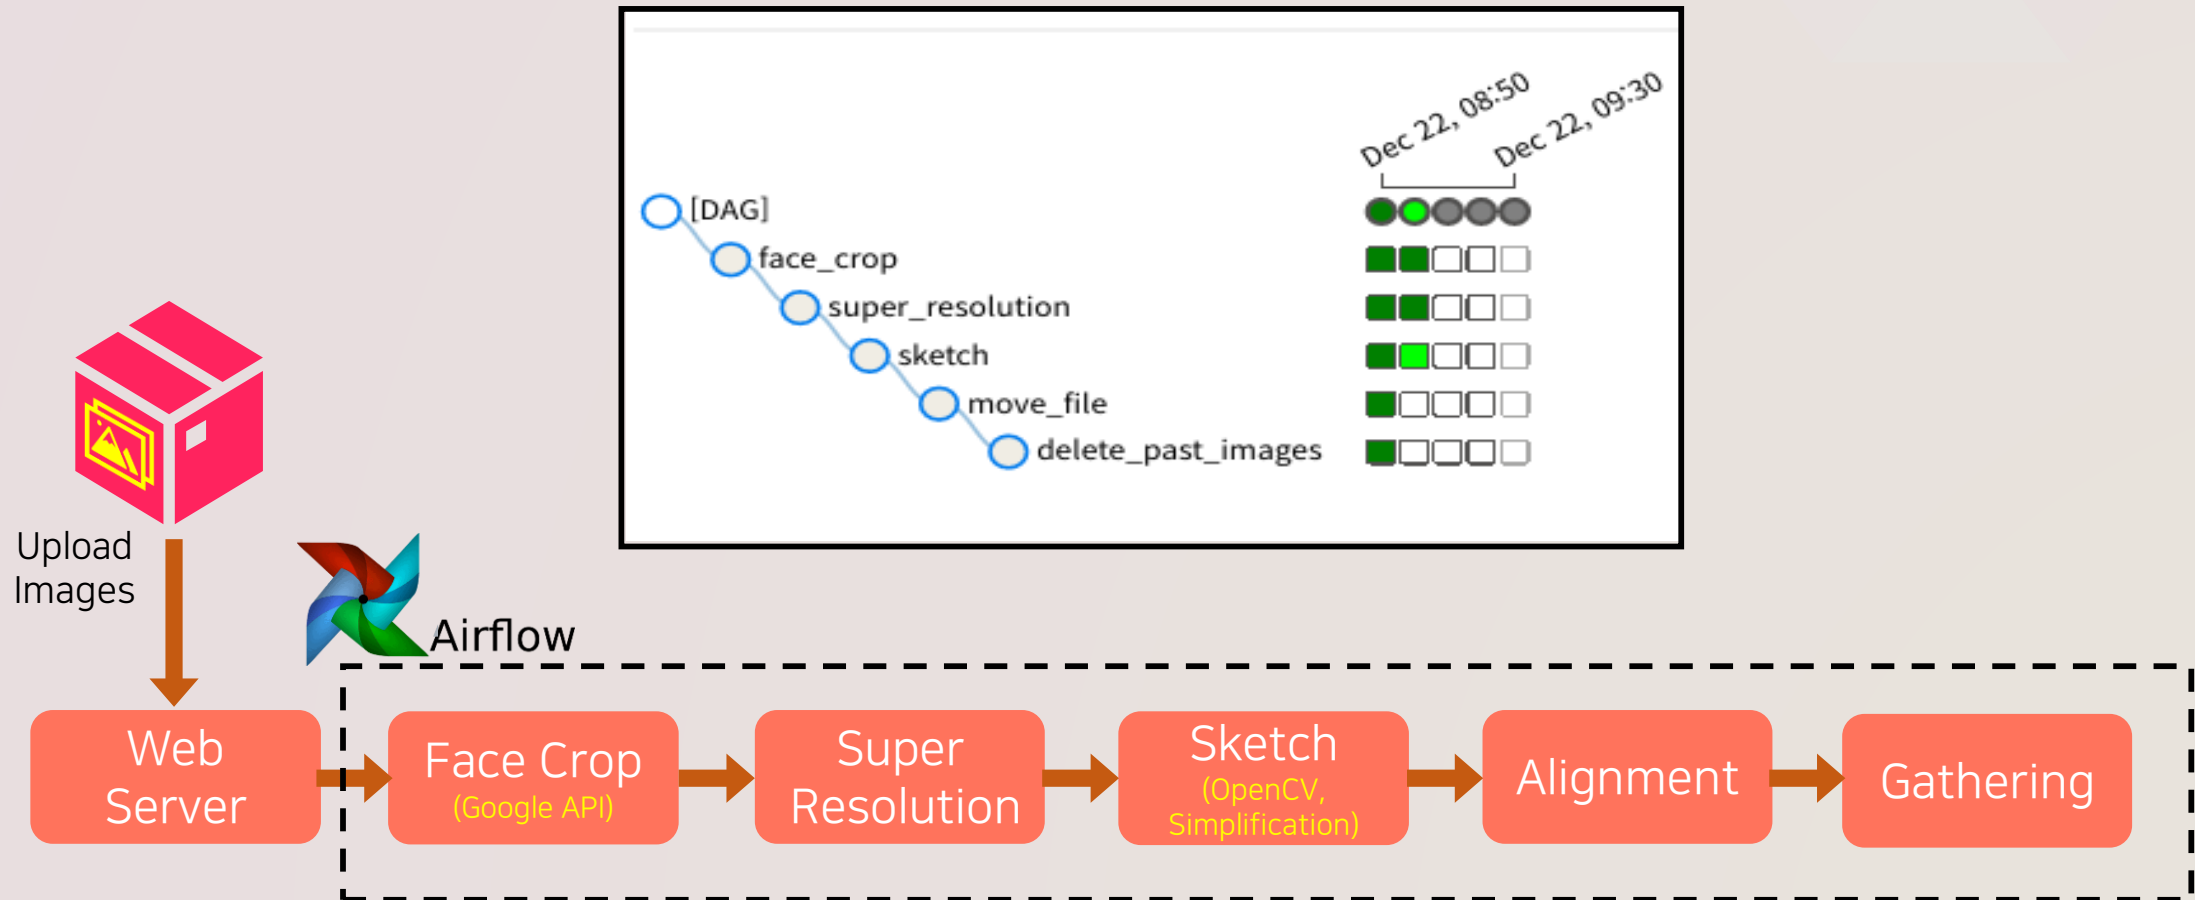 Dec 22, 08:50
Dec 22, 09:30
[DAG]
face_crop
super_resolution
sketch
move_file
delete_past_images
Upload
Images
Airflow
Web
Server
Face Crop
(Google API)
Super
Resolution
Sketch
(OpenCV,
Simplification)
Alignment
Gathering